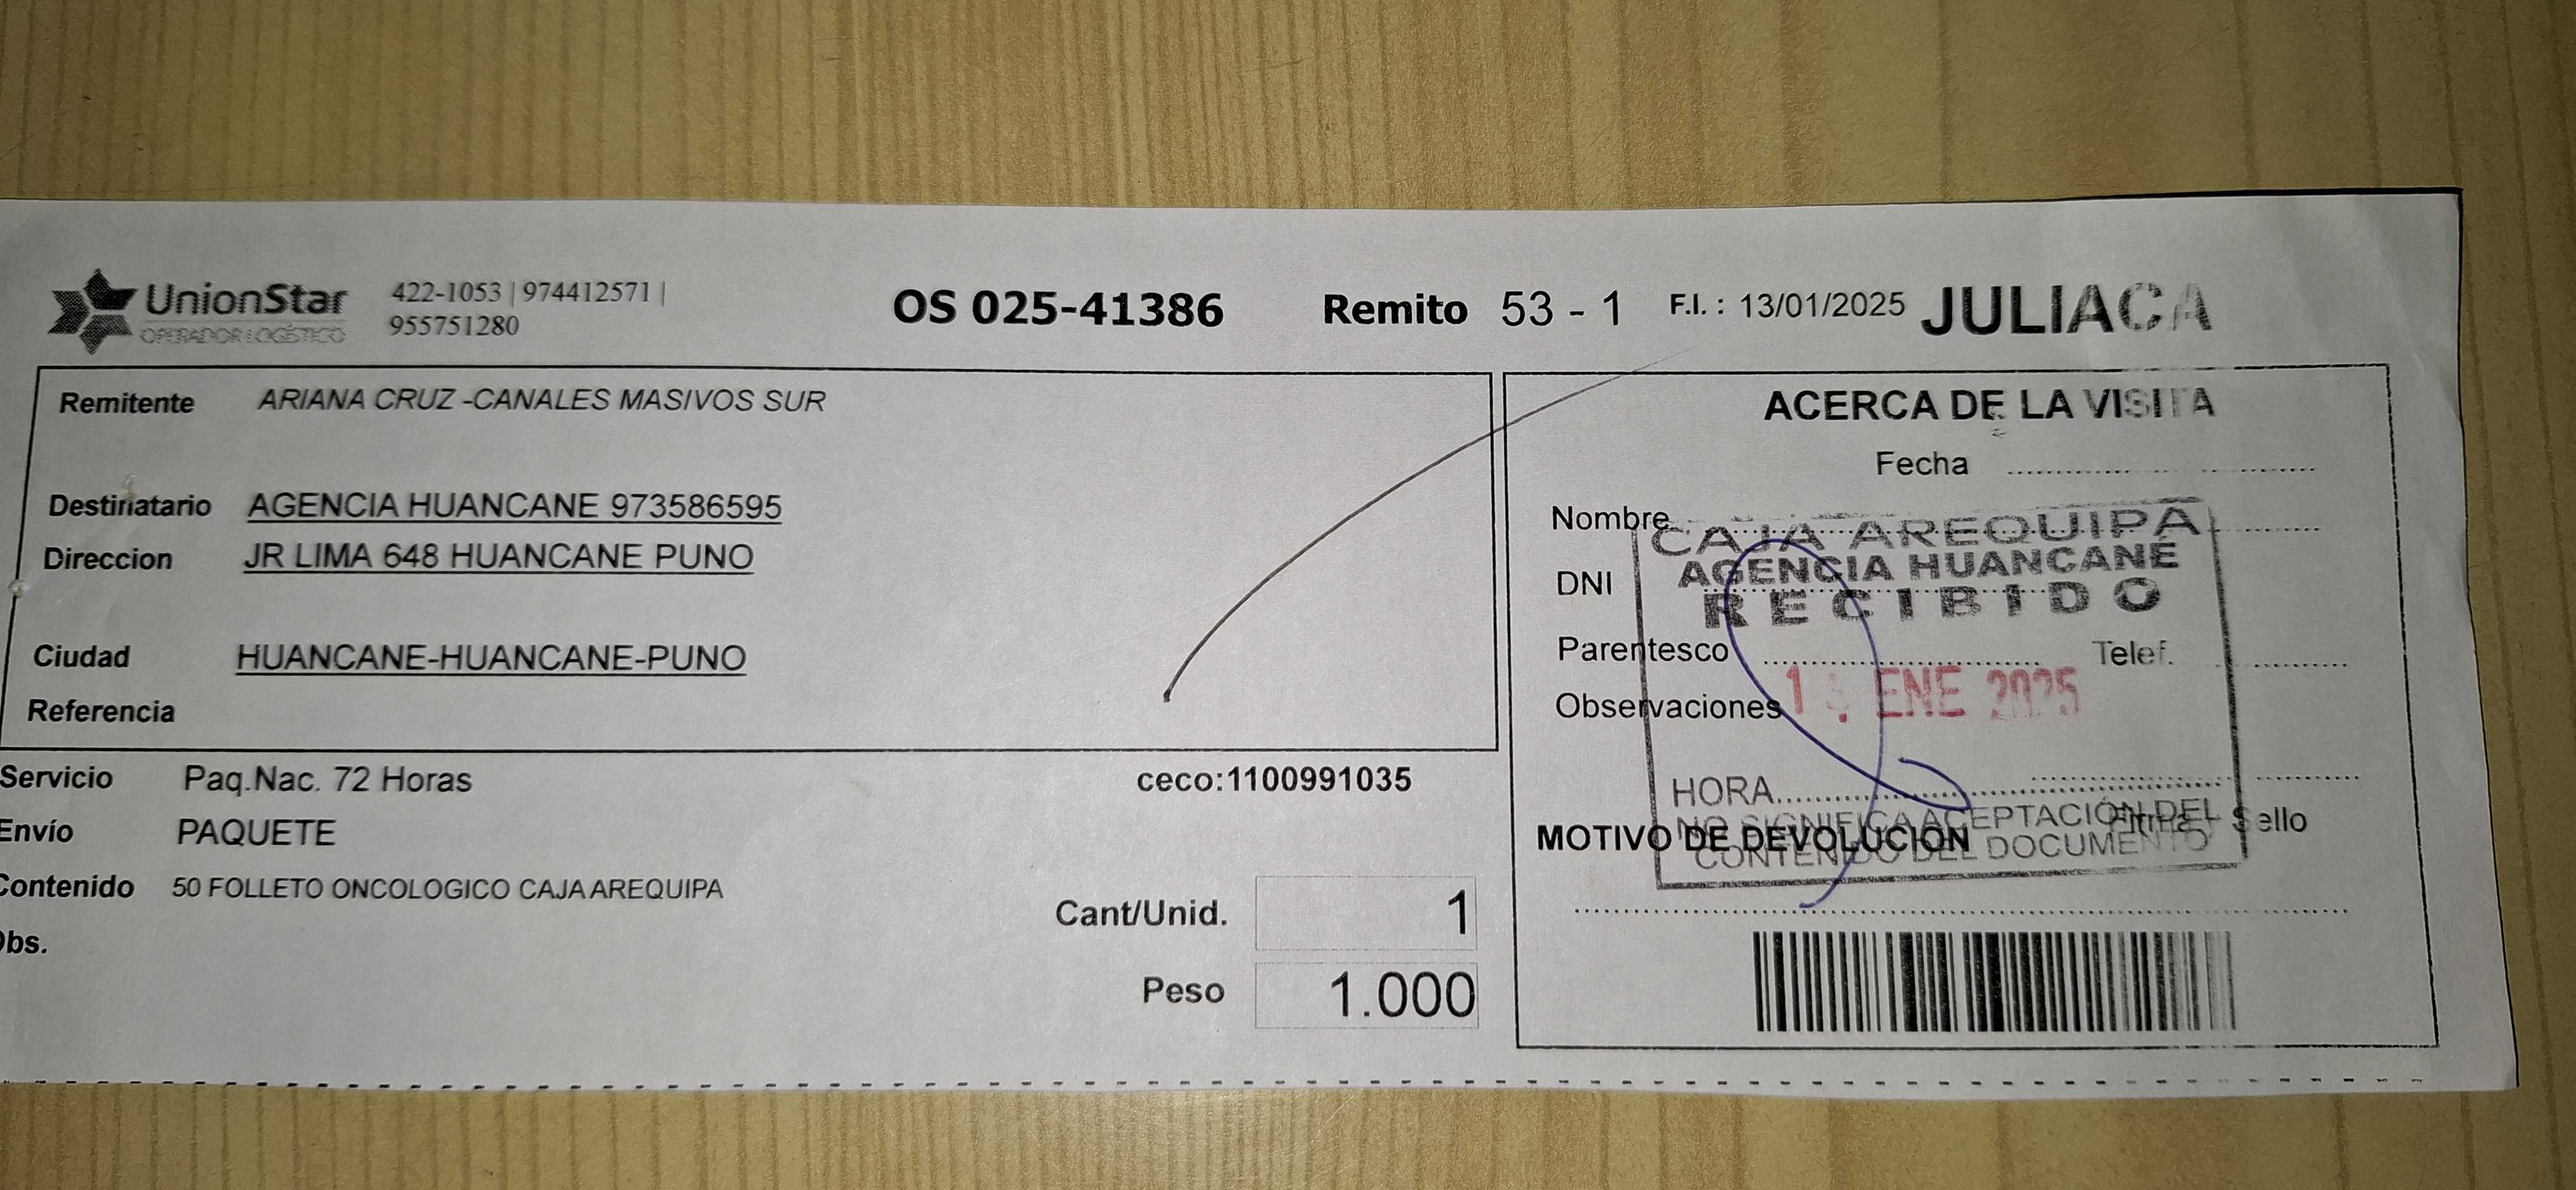 UnionStar
OPERADOR LOGÍSTICO
422-1053 | 974412571 |
955751280
OS 025-41386
Remito 53 - 1
F.I. : 13/01/2025
JULIACA
Remitente ARIANA CRUZ -CANALES MASIVOS SUR
Destinatario AGENCIA HUANCANE 973586595
Direccion JR LIMA 648 HUANCANE PUNO
Ciudad HUANCANE-HUANCANE-PUNO
Referencia
Servicio Paq.Nac. 72 Horas
ceco:1100991035
Envío PAQUETE
Contenido 50 FOLLETO ONCOLOGICO CAJA AREQUIPA
Obs.
Cant/Unid. 1
Peso 1.000
ACERCA DE LA VISITA
Fecha
Nombre
DNI
Parentesco
Telef.
Observaciones
Sello
MOTIVO DE DEVOLUCION
CAJA AREQUIPA
AGENCIA HUANCANE
RECIBIDO
ENE 2025
HORA
NO SIGNIFICA ACEPTACIÓN DEL
CONTENIDO DEL DOCUMENTO